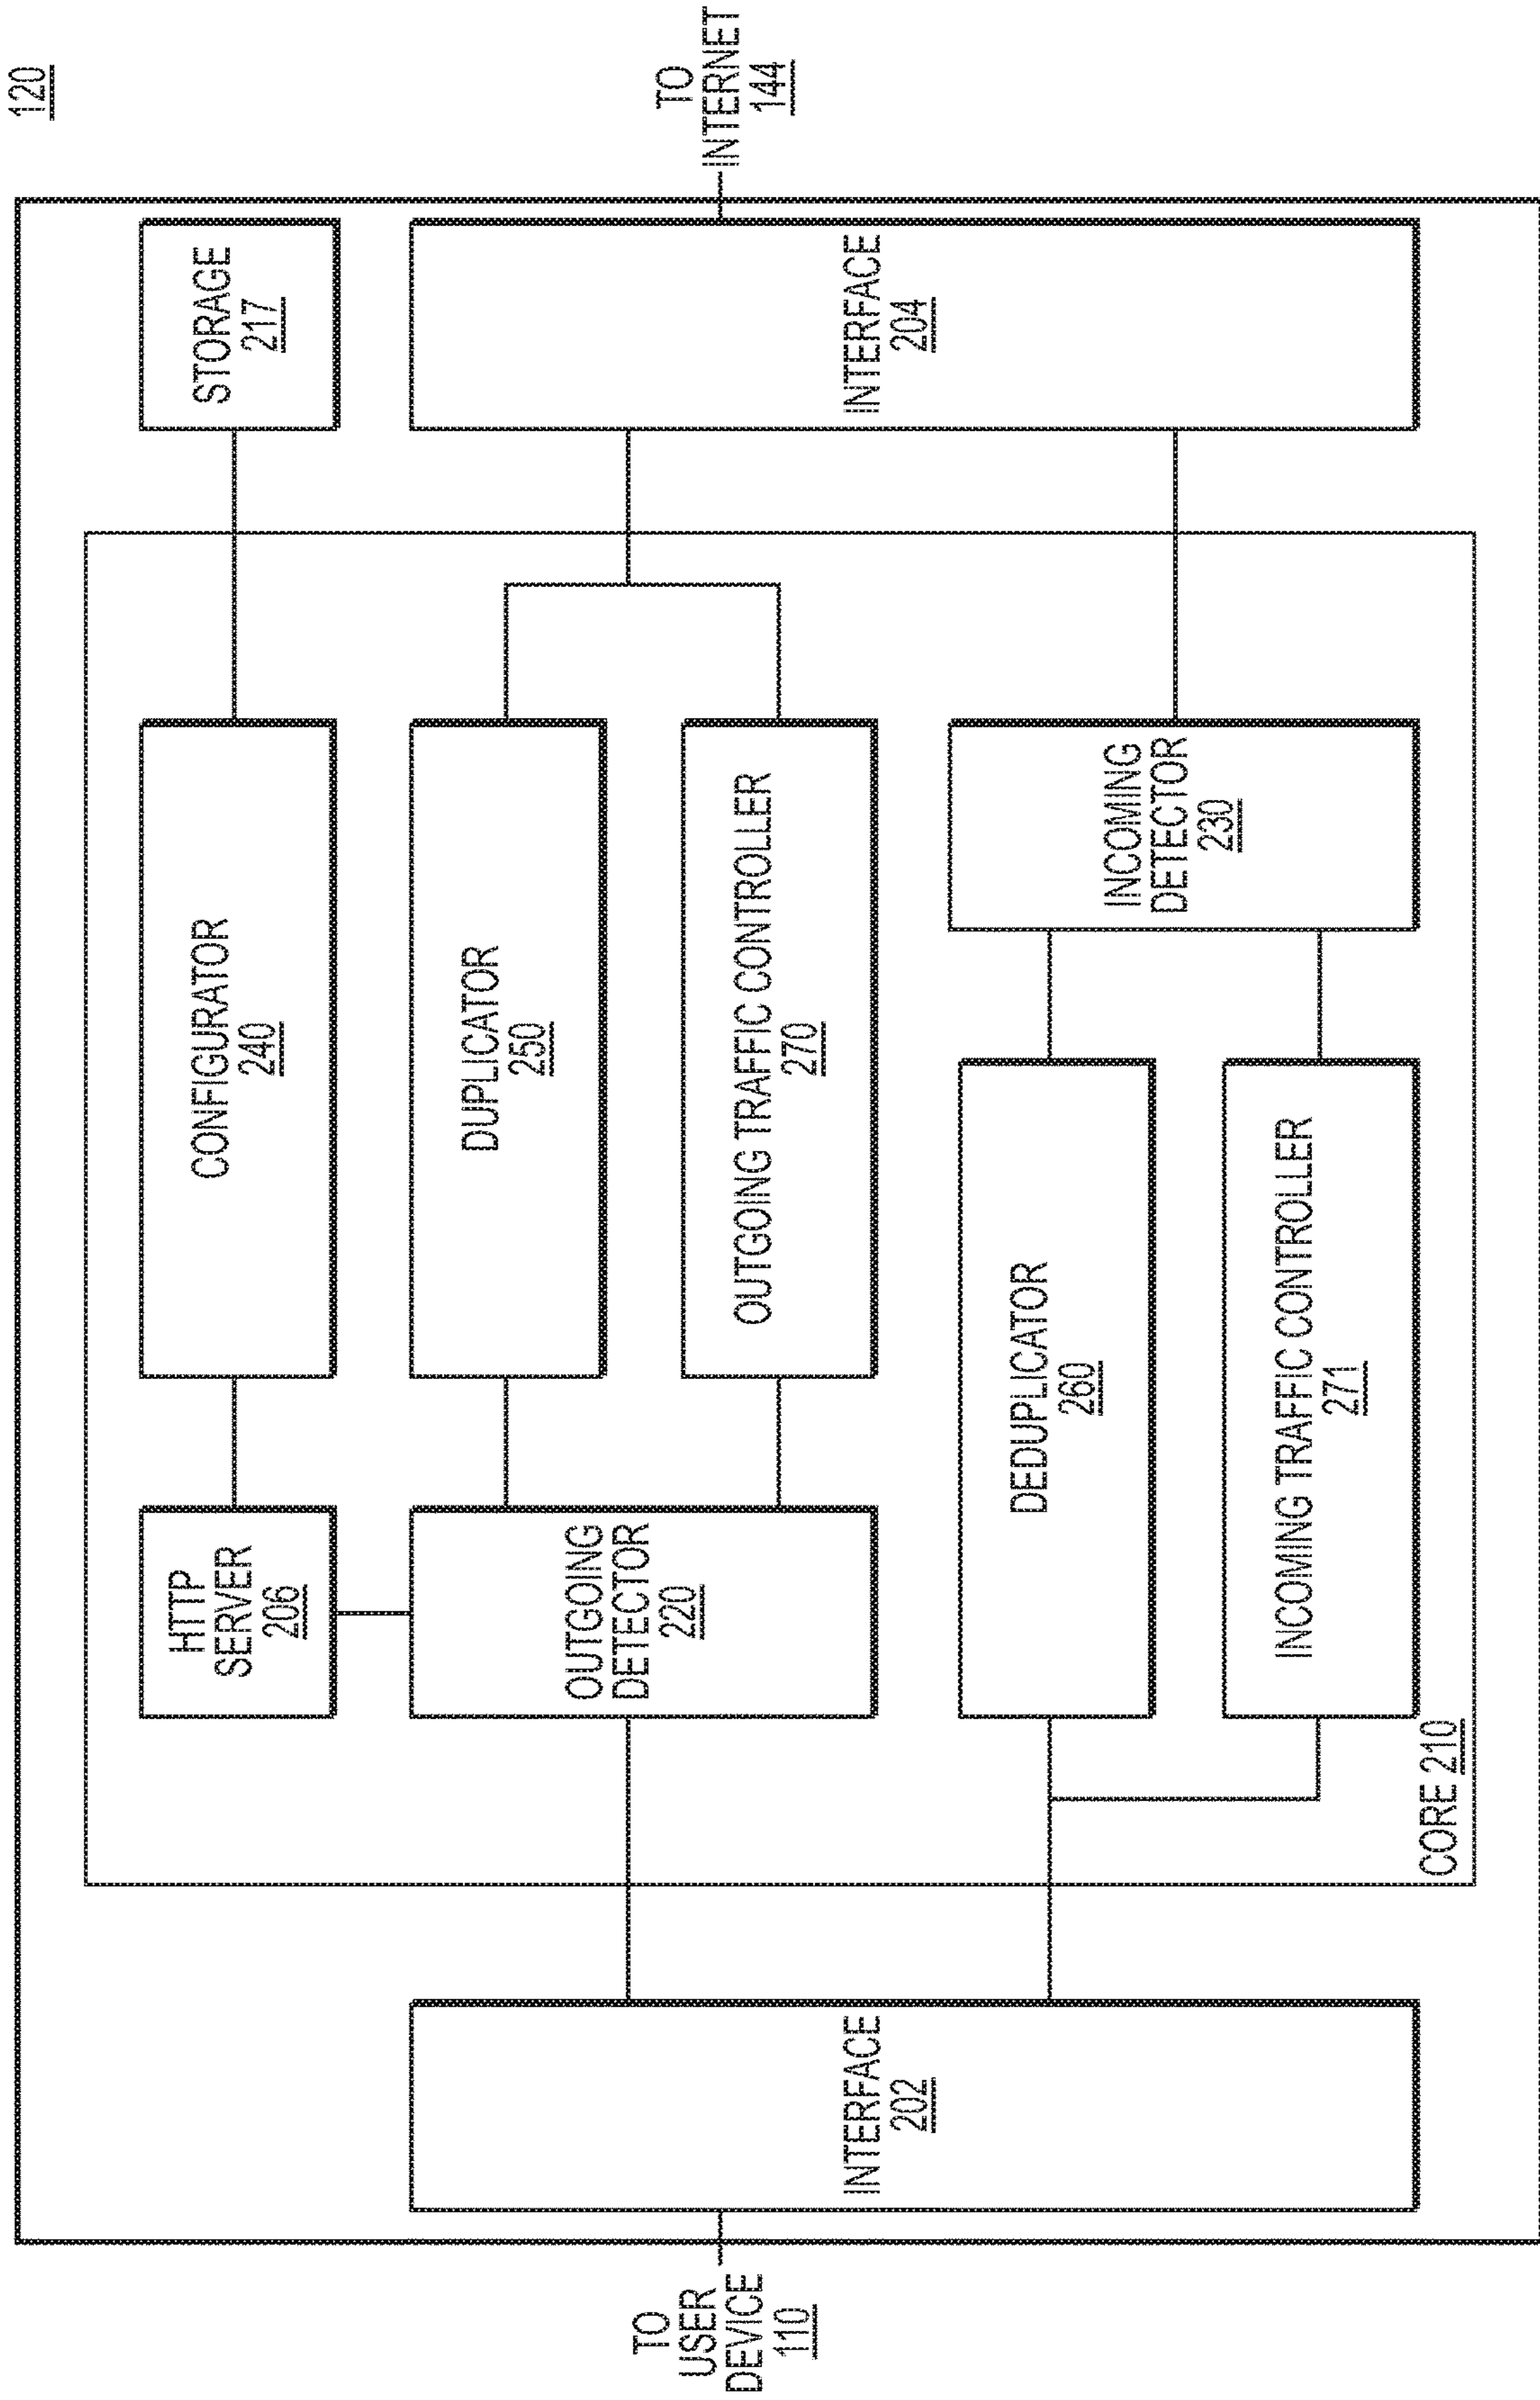 120
TO
USER
DEVICE
110
INTERFACE
202
HTTP
SERVER
206
CONFIGURATOR
240
STORAGE
217
OUTGOING
DETECTOR
220
DUPLICATOR
250
OUTGOING TRAFFIC CONTROLLER
270
DEDUPLICATOR
260
INCOMING TRAFFIC CONTROLLER
271
INCOMING
DETECTOR
230
CORE 210
INTERFACE
204
TO
INTERNET
144